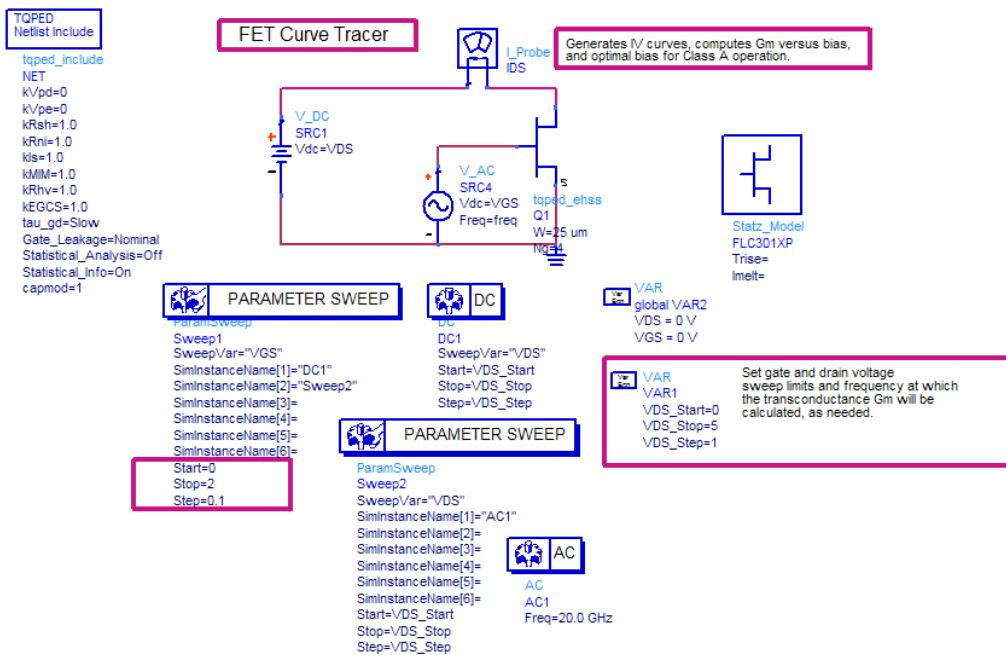 TQPED
Netlist Include
tqped_include
NET
kVpd=0
kVpe=0
kRsh=1.0
kRni=1.0
kIs=1.0
kMIM=1.0
kRhv=1.0
kEGCS=1.0
tau_gd=Slow
Gate_Leakage=Nominal
Statistical_Analysis=Off
Statistical_Info=On
capmod=1
FET Curve Tracer
I_Probe
IDS
Generates IV curves, computes Gm versus bias,
and optimal bias for Class A operation.
V_DC
SRC1
Vdc=VDS
+
-
V_AC
SRC4
Vdc=VGS
Freq=freq
+
-
S
tqped_ehss
Q1
W=25 um
Ng=4
Statz_Model
FLC301XP
Trise=
Imelt=
PARAMETER SWEEP
ParamSweep
Sweep1
SweepVar="VGS"
SimInstanceName[1]="DC1"
SimInstanceName[2]="Sweep2"
SimInstanceName[3]=
SimInstanceName[4]=
SimInstanceName[5]=
SimInstanceName[6]=
Start=0
Stop=2
Step=0.1
DC
DC
DC1
SweepVar="VDS"
Start=VDS_Start
Stop=VDS_Stop
Step=VDS_Step
Var
Eqn
VAR
global VAR2
VDS = 0 V
VGS = 0 V
Var
Eqn
VAR
VAR1
VDS_Start=0
VDS_Stop=5
VDS_Step=1
Set gate and drain voltage
sweep limits and frequency at which
the transconductance Gm will be
calculated, as needed.
PARAMETER SWEEP
ParamSweep
Sweep2
SweepVar="VDS"
SimInstanceName[1]="AC1"
SimInstanceName[2]=
SimInstanceName[3]=
SimInstanceName[4]=
SimInstanceName[5]=
SimInstanceName[6]=
Start=VDS_Start
Stop=VDS_Stop
Step=VDS_Step
AC
AC
AC1
Freq=20.0 GHz